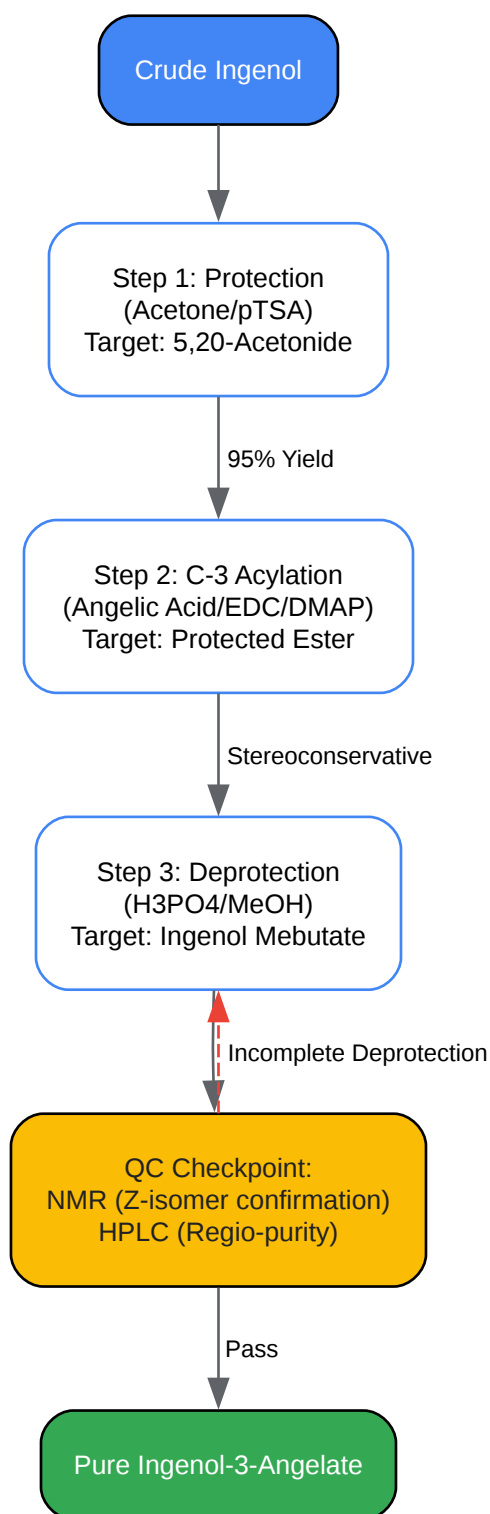 Crude Ingenol
Step 1: Protection
(Acetone/pTSA)
Target: 5,20-Acetonide
95% Yield
Step 2: C-3 Acylation
(Angelic Acid/EDC/DMAP)
Target: Protected Ester
Stereoconservative
Step 3: Deprotection
(H3PO4/MeOH)
Target: Ingenol Mebutate
Incomplete Deprotection
QC Checkpoint:
NMR (Z-isomer confirmation)
HPLC (Regio-purity)
Pass
Pure Ingenol-3-Angelate